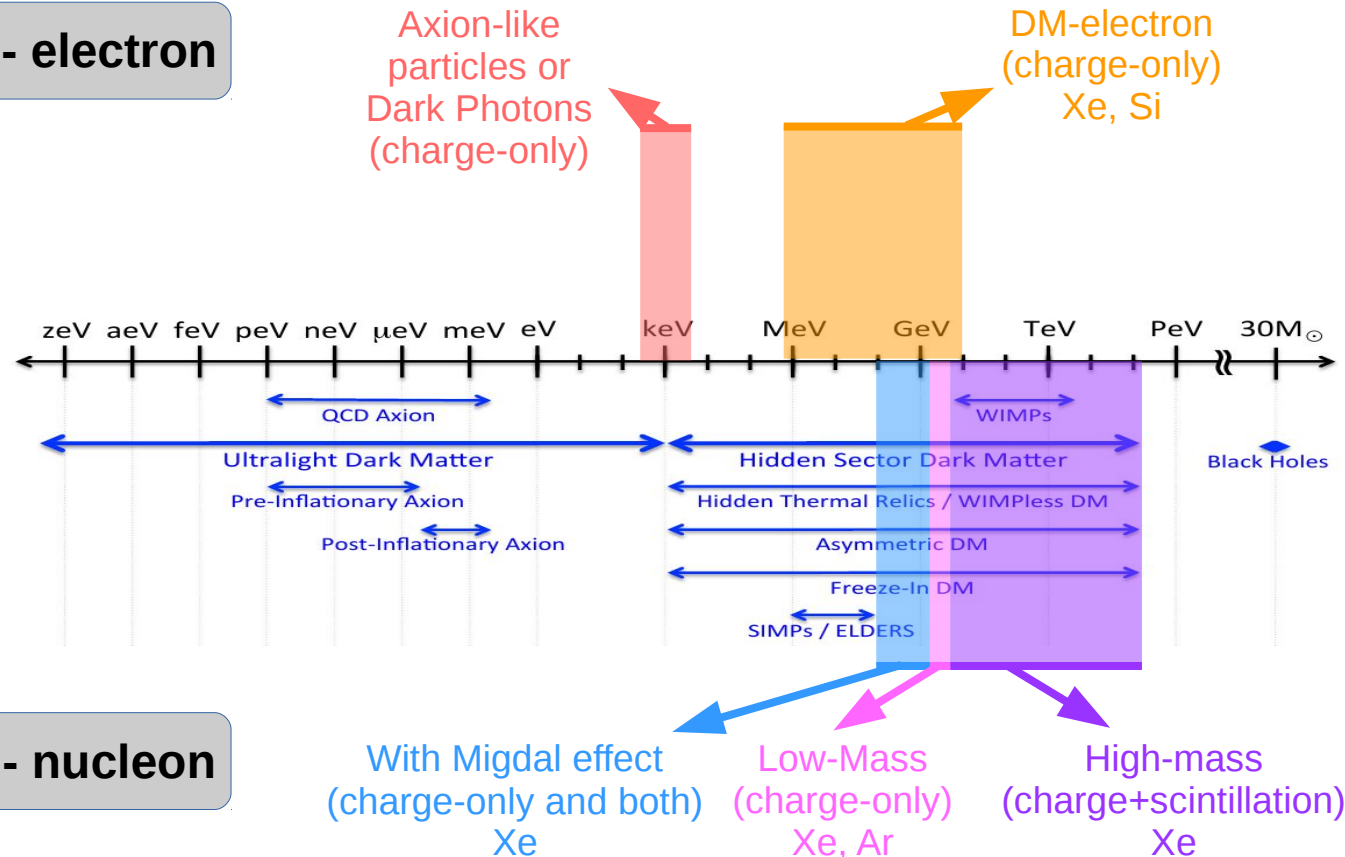 - electron
Axion-like
particles or
Dark Photons
(charge-only)
DM-electron
(charge-only)
Xe, Si
zeV aeV feV peV neV μeV meV eV keV MeV GeV TeV PeV 30M☉
QCD Axion
WIMPs
Ultralight Dark Matter
Hidden Sector Dark Matter
Black Holes
Pre-Inflationary Axion
Hidden Thermal Relics / WIMPless DM
Post-Inflationary Axion
Asymmetric DM
Freeze-In DM
SIMPs / ELDERS
- nucleon
With Migdal effect
(charge-only and both)
Xe
Low-Mass
(charge-only)
Xe, Ar
High-mass
(charge+scintillation)
Xe